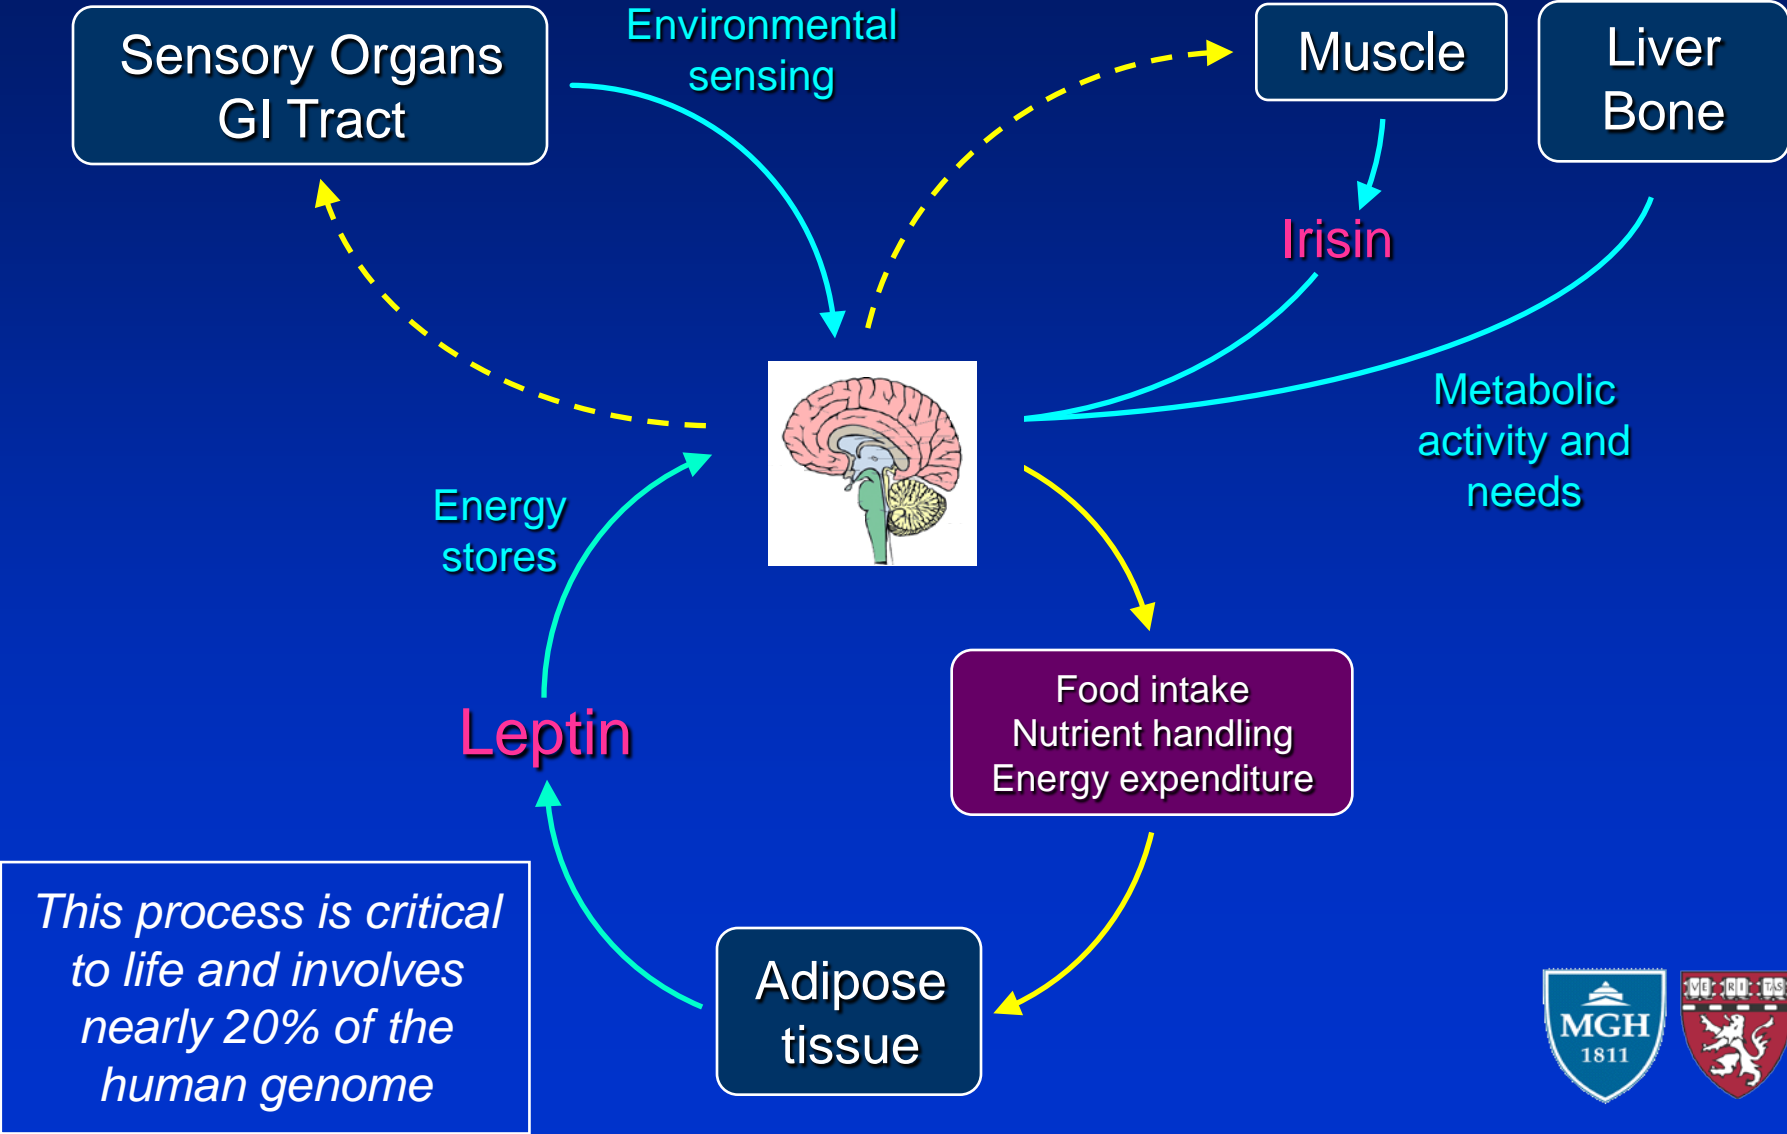 Sensory Organs
GI Tract
Environmental
sensing
Muscle
Liver
Bone
Irisin
Metabolic
activity and
needs
Energy
stores
Leptin
Food intake
Nutrient handling
Energy expenditure
Adipose
tissue
This process is critical
to life and involves
nearly 20% of the
human genome
MGH
1811
VE RI TAS